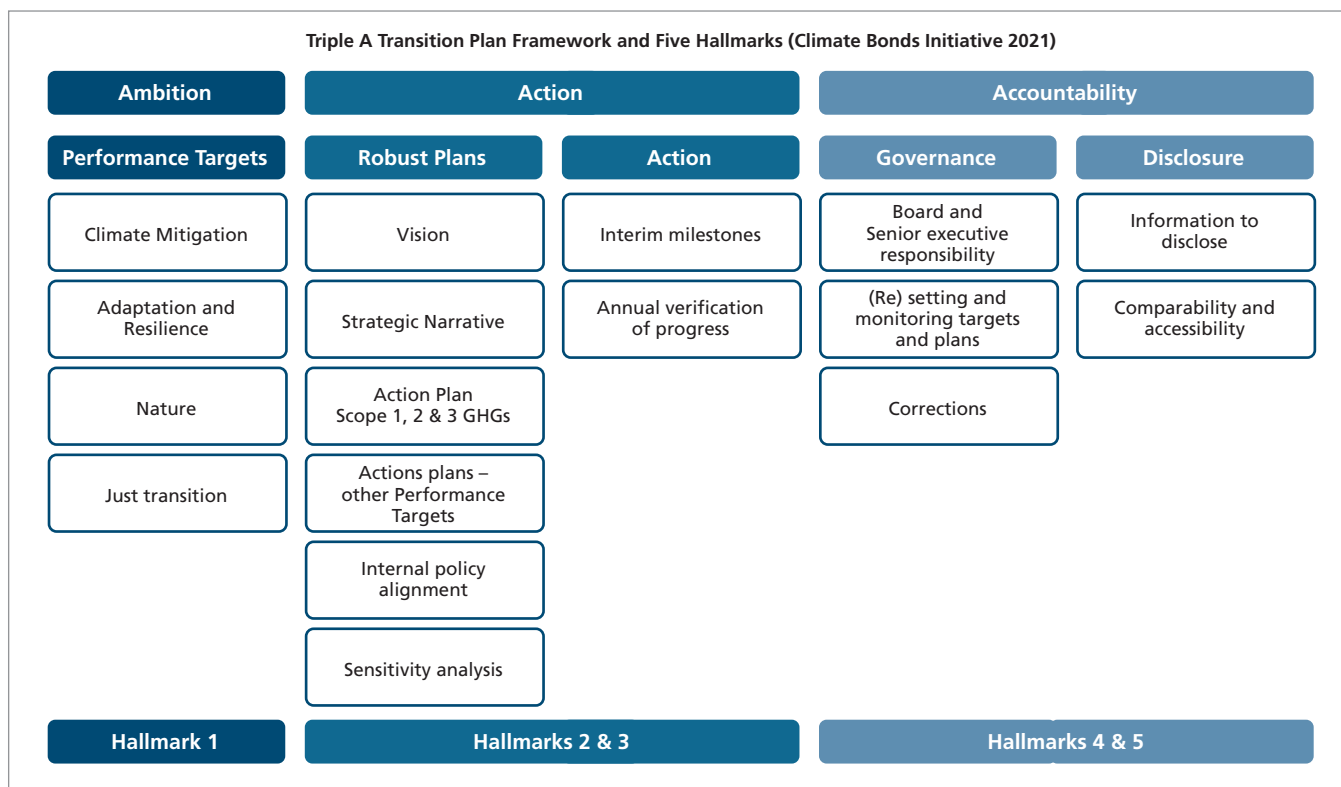 Triple A Transition Plan Framework and Five Hallmarks (Climate Bonds Initiative 2021)
Ambition
Action
Accountability
Performance Targets
Robust Plans
Action
Governance
Disclosure
Climate Mitigation
Adaptation and
Resilience
Nature
Just transition
Vision
Strategic Narrative
Action Plan
Scope 1, 2 & 3 GHGs
Actions plans –
other Performance
Targets
Internal policy
alignment
Sensitivity analysis
Interim milestones
Annual verification
of progress
Board and
Senior executive
responsibility
(Re) setting and
monitoring targets
and plans
Corrections
Information to
disclose
Comparability and
accessibility
Hallmark 1
Hallmarks 2 & 3
Hallmarks 4 & 5